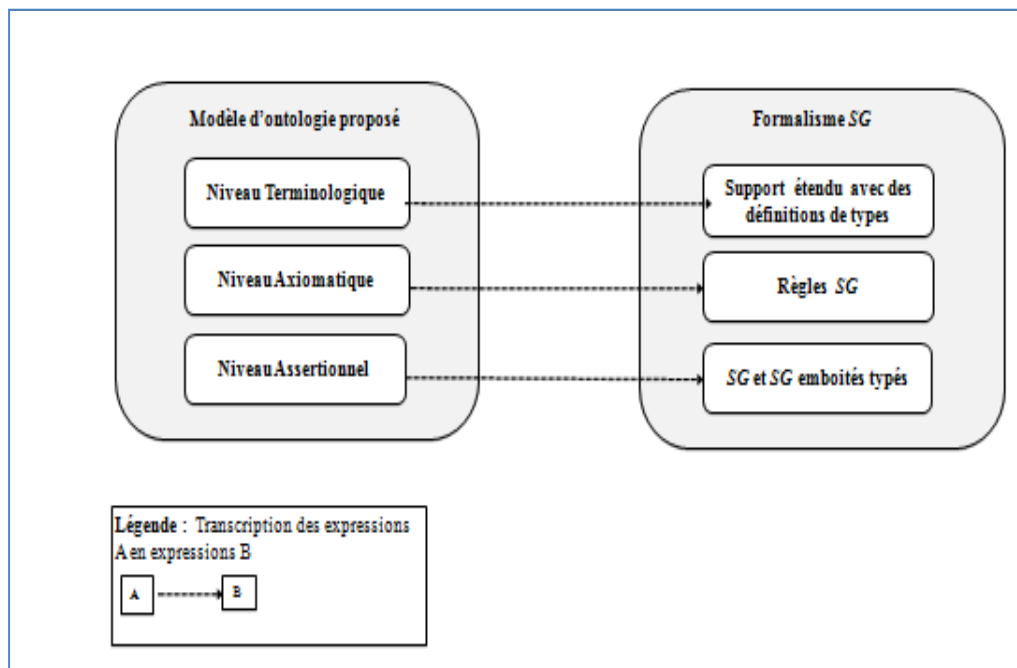 Modèle d'ontologie proposé
Niveau Terminologique
Niveau Axiomatique
Niveau Assertionnel
Formalisme SG
Support étendu avec des
définitions de types
Règles SG
SG et SG emboités typés
Légende : Transcription des expressions
A en expressions B
A
B